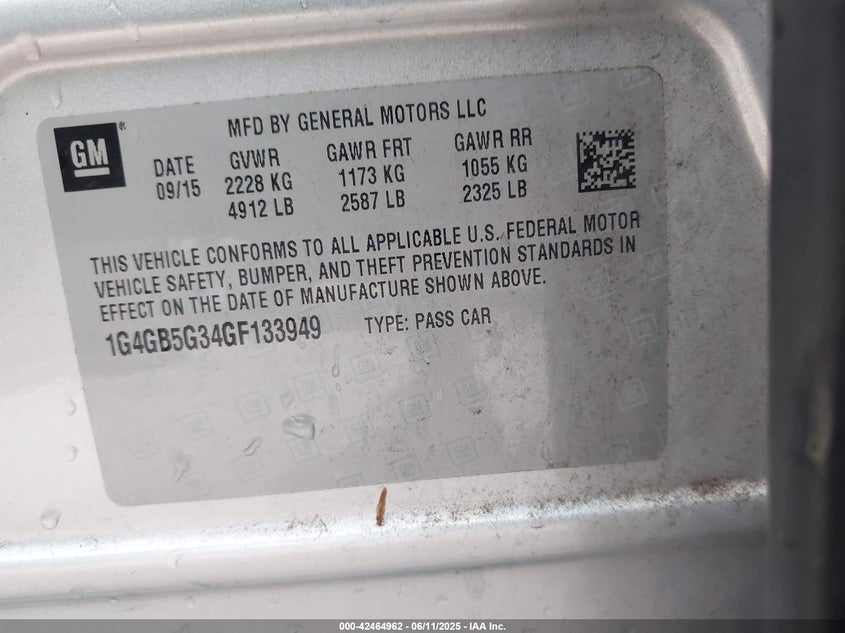 MFD BY GENERAL MOTORS LLC
GM ®
DATE GVWR GAWR FRT GAWR RR
09/15 2228 KG 1173 KG 1055 KG
4912 LB 2587 LB 2325 LB
THIS VEHICLE CONFORMS TO ALL APPLICABLE U.S. FEDERAL MOTOR
VEHICLE SAFETY, BUMPER, AND THEFT PREVENTION STANDARDS IN
EFFECT ON THE DATE OF MANUFACTURE SHOWN ABOVE.
1G4GB5G34GF133949 TYPE: PASS CAR
000-42464962 - 06/11/2025 - IAA Inc.